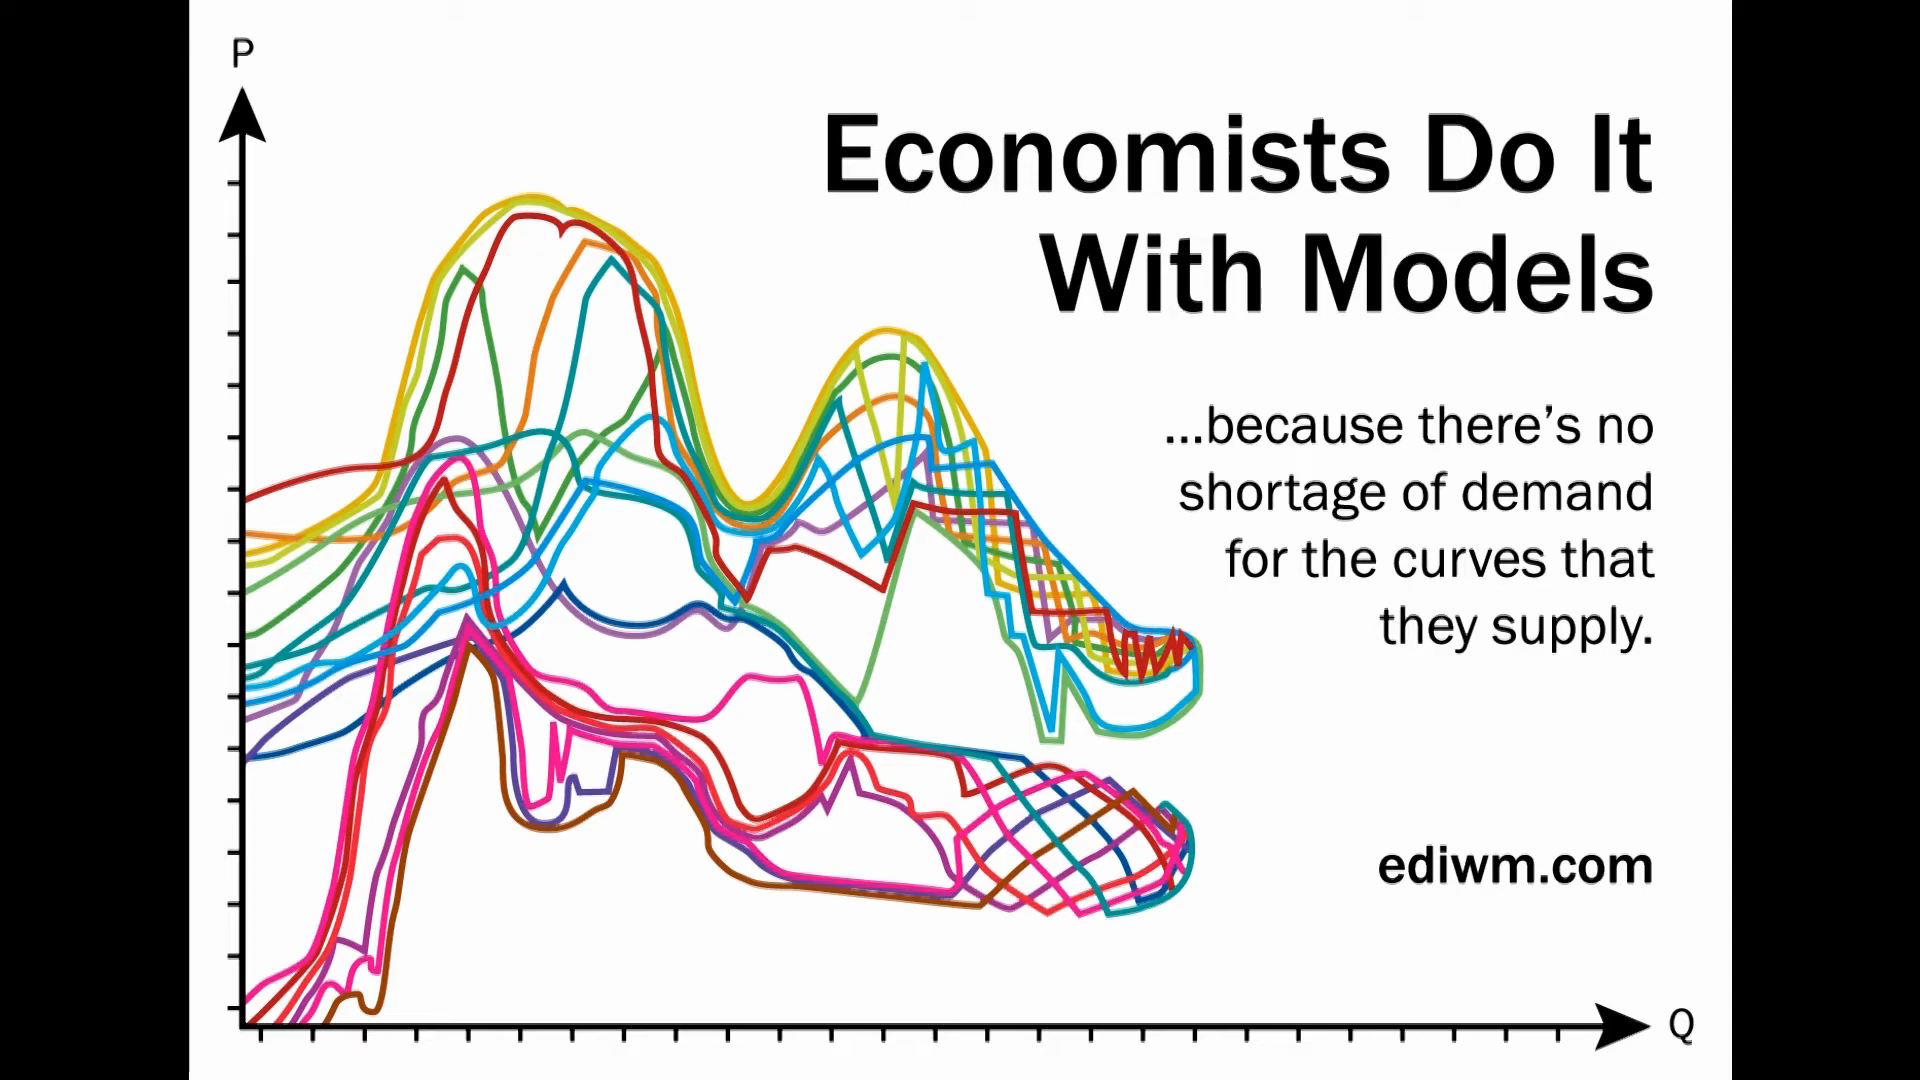 P
Economists Do It
With Models
...because there's no
shortage of demand
for the curves that
they supply.
ediwm.com
Q